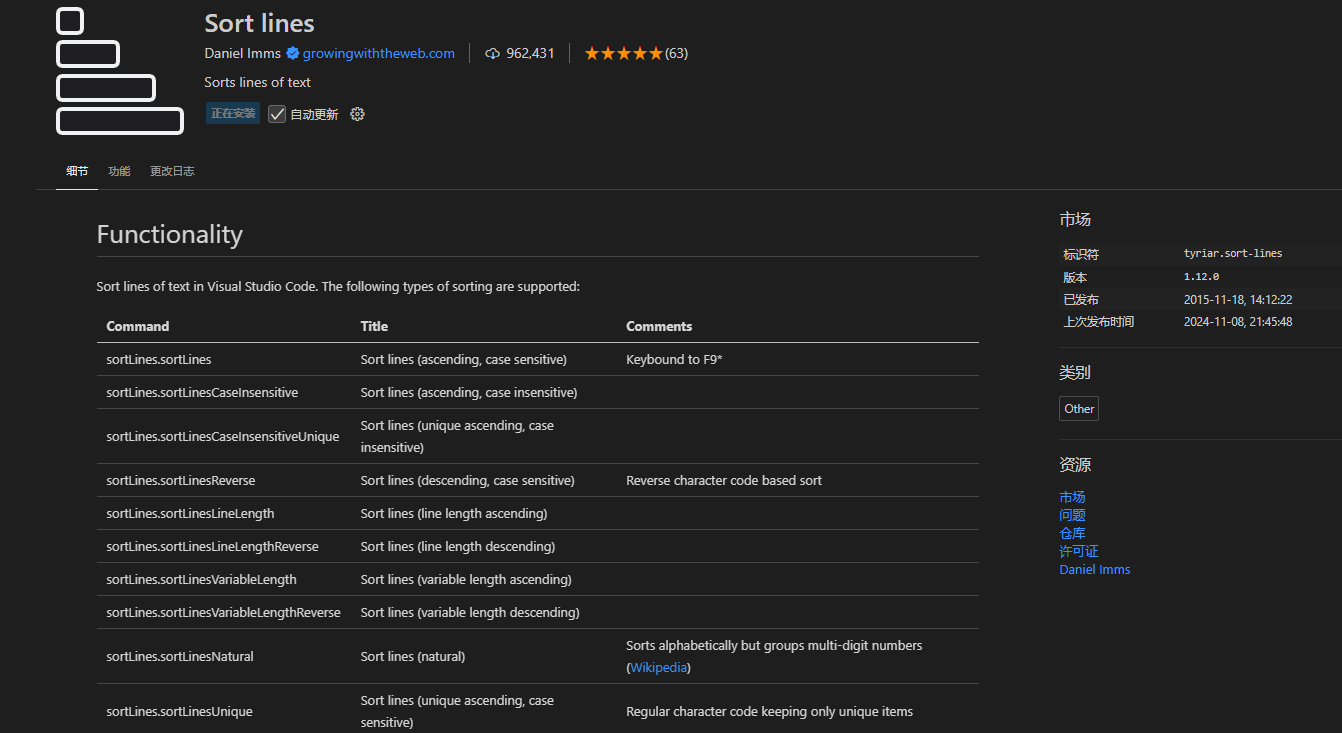 Sort lines
Daniel Imms growingwiththeweb.com 962,431 (63)
Sorts lines of text
正在安装 自动更新
细节 功能 更改日志
Functionality
Sort lines of text in Visual Studio Code. The following types of sorting are supported:
Command Title Comments
sortLines.sortLines Sort lines (ascending, case sensitive) Keybound to F9*
sortLines.sortLinesCaseInsensitive Sort lines (ascending, case insensitive)
sortLines.sortLinesCaseInsensitiveUnique Sort lines (unique ascending, case
insensitive)
sortLines.sortLinesReverse Sort lines (descending, case sensitive) Reverse character code based sort
sortLines.sortLinesLineLength Sort lines (line length ascending)
sortLines.sortLinesLineLengthReverse Sort lines (line length descending)
sortLines.sortLinesVariableLength Sort lines (variable length ascending)
sortLines.sortLinesVariableLengthReverse Sort lines (variable length descending)
sortLines.sortLinesNatural Sort lines (natural) Sorts alphabetically but groups multi-digit numbers
(Wikipedia)
sortLines.sortLinesUnique Sort lines (unique ascending, case
sensitive) Regular character code keeping only unique items
市场
标识符 tyriar.sort-lines
版本 1.12.0
已发布 2015-11-18, 14:12:22
上次发布时间 2024-11-08, 21:45:48
类别
Other
资源
市场
问题
仓库
许可证
Daniel Imms